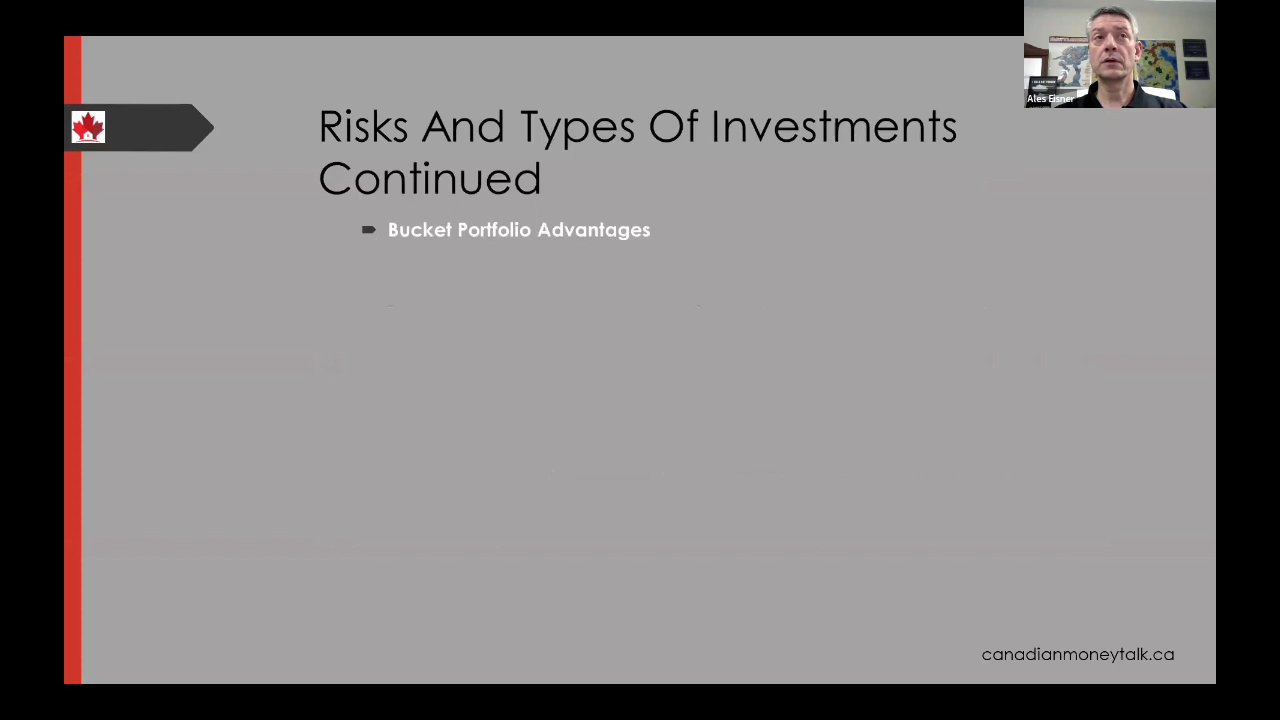 Ales Eisner
Risks And Types Of Investments
Continued
Bucket Portfolio Advantages
canadianmoneytalk.ca